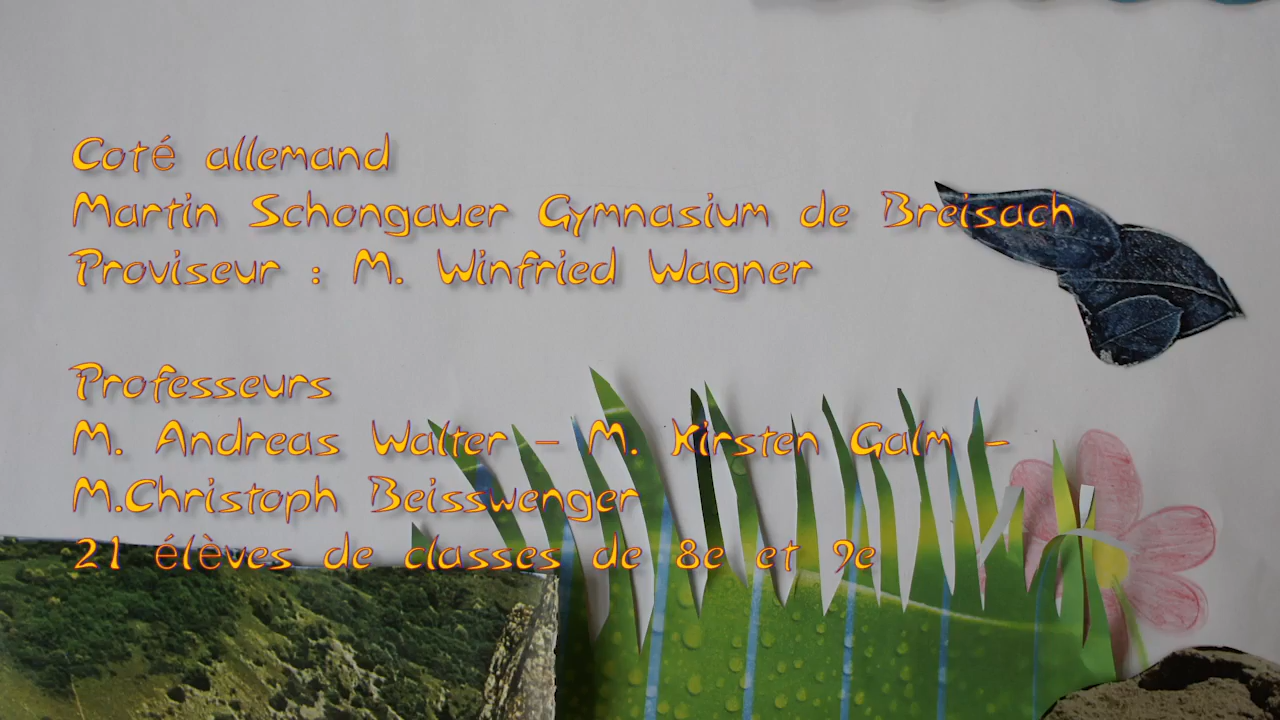 Coté allemand
Martin Schongauer Gymnasium de Breisach
Proviseur : M. Winfried Wagner
Professeurs
M. Andreas Walter – M. Kirsten Galm –
M.Christoph Beisswenger
21 élèves de classes de 8e et 9e